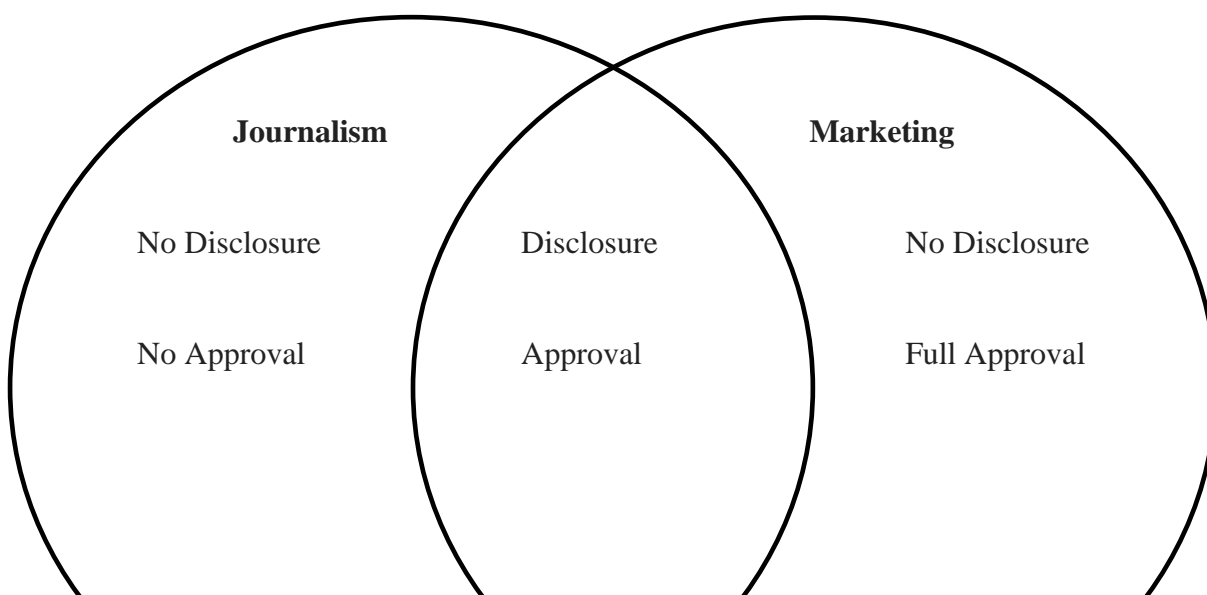 Journalism Marketing
No Disclosure Disclosure No Disclosure
No Approval Approval Full Approval